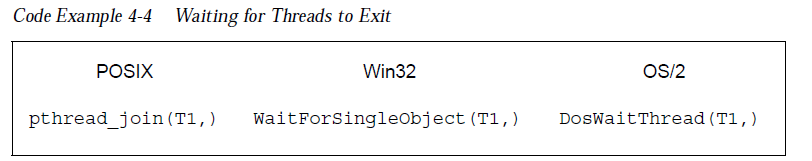 Code Example 4-4 Waiting for Threads to Exit
POSIX Win32 OS/2
pthread_join(T1,) WaitForSingleObject(T1,) DosWaitThread(T1,)